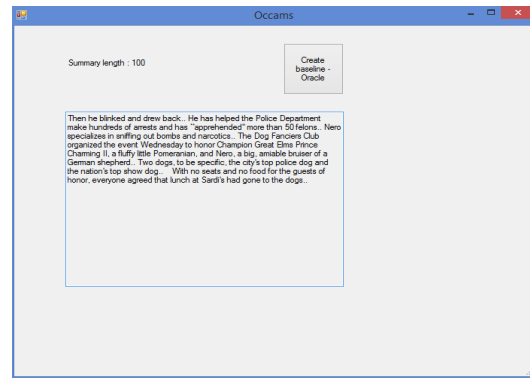 Occams
Summary length : 100
Create
baseline -
Oracle
Then he blinked and drew back.. He has helped the Police Department
make hundreds of arrests and has ``apprehended'' more than 50 felons.. Nero
specializes in sniffing out bombs and narcotics.. The Dog Fanciers Club
organized the event Wednesday to honor Champion Great Elms Prince
Charming II, a fluffy little Pomeranian, and Nero, a big, amiable bruiser of a
German shepherd.. Two dogs, to be specific, the city's top police dog and
the nation's top show dog.. With no seats and no food for the guests of
honor, everyone agreed that lunch at Sardi's had gone to the dogs..